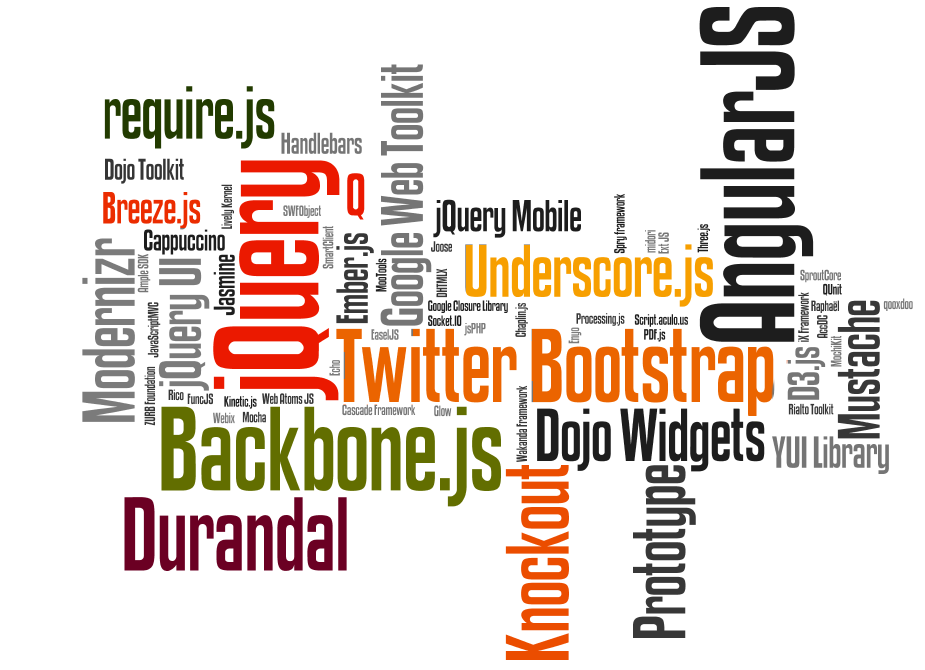 AngularJS
require.js
Google Web Toolkit
Handlebars
Dojo Toolkit
jQuery
Q
Lively Kernel
Breeze.js
SWFObject
jQuery Mobile
Spry framework
Cappuccino
SmartClient
Ember.js
MooTools
Joose
midori
Ext JS
Three.js
Modernizr
Ample SDK
jQuery UI
Jasmine
DHTMLX
Underscore.js
SproutCore
QUnit
JavaScriptMVC
Google Closure Library
Socket.IO
jsPHP
Chaplin.js
Processing.js
Script.aculo.us
PDF.js
iX Framework
Raphaël
AccDC
Mustache
qooxdoo
EaselJS
Enyo
Twitter Bootstrap
MochiKit
D3.js
Echo
ZURB Foundation
Rico
FuncJS
Kinetic.js
Web Atoms JS
Webix
Mocha
Cascade Framework
Glow
Wakanda Framework
Rialto Toolkit
Backbone.js
Dojo Widgets
YUI Library
Durandal
Knockout
Prototype